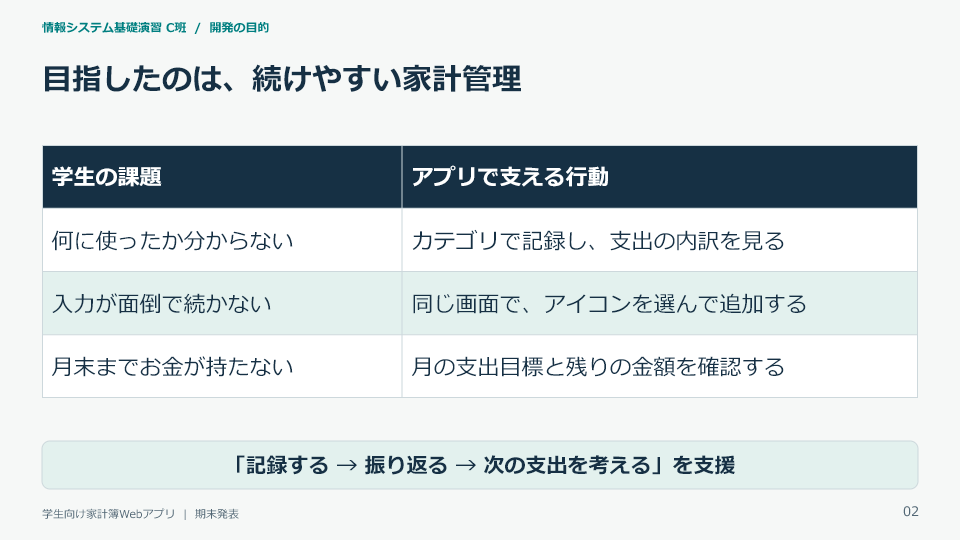 情報システム基礎演習 C班 / 開発の目的
目指したのは、続けやすい家計管理
学生の課題 アプリで支える行動
何に使ったか分からない カテゴリで記録し、支出の内訳を見る
入力が面倒で続かない 同じ画面で、アイコンを選んで追加する
月末までお金が持たない 月の支出目標と残りの金額を確認する
「記録する → 振り返る → 次の支出を考える」を支援
学生向け家計簿Webアプリ | 期末発表 02